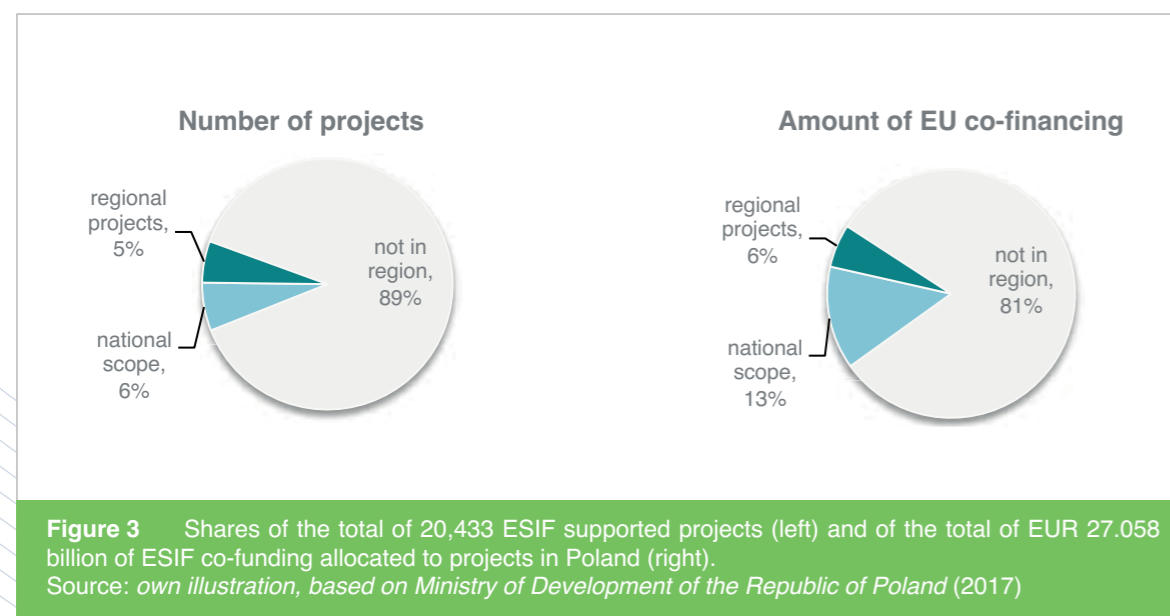 Number of projects
regional
projects,
5%
not in
region,
89%
national
scope,
6%
Amount of EU co-financing
regional
projects,
6%
not in
region,
81%
national
scope,
13%
Figure 3 Shares of the total of 20,433 ESIF supported projects (left) and of the total of EUR 27.058
billion of ESIF co-funding allocated to projects in Poland (right).
Source: own illustration, based on Ministry of Development of the Republic of Poland (2017)